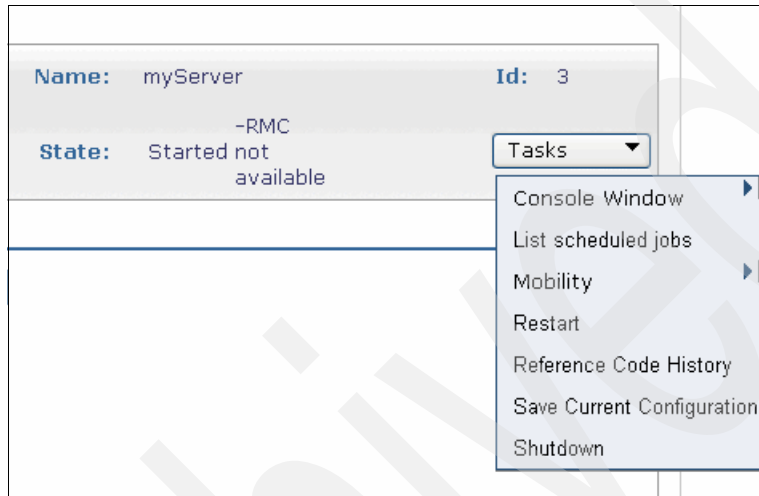 Name: myServer Id: 3
–RMC
State: Started not Tasks
available
Console Window
List scheduled jobs
Mobility
Restart
Reference Code History
Save Current Configuration
Shutdown